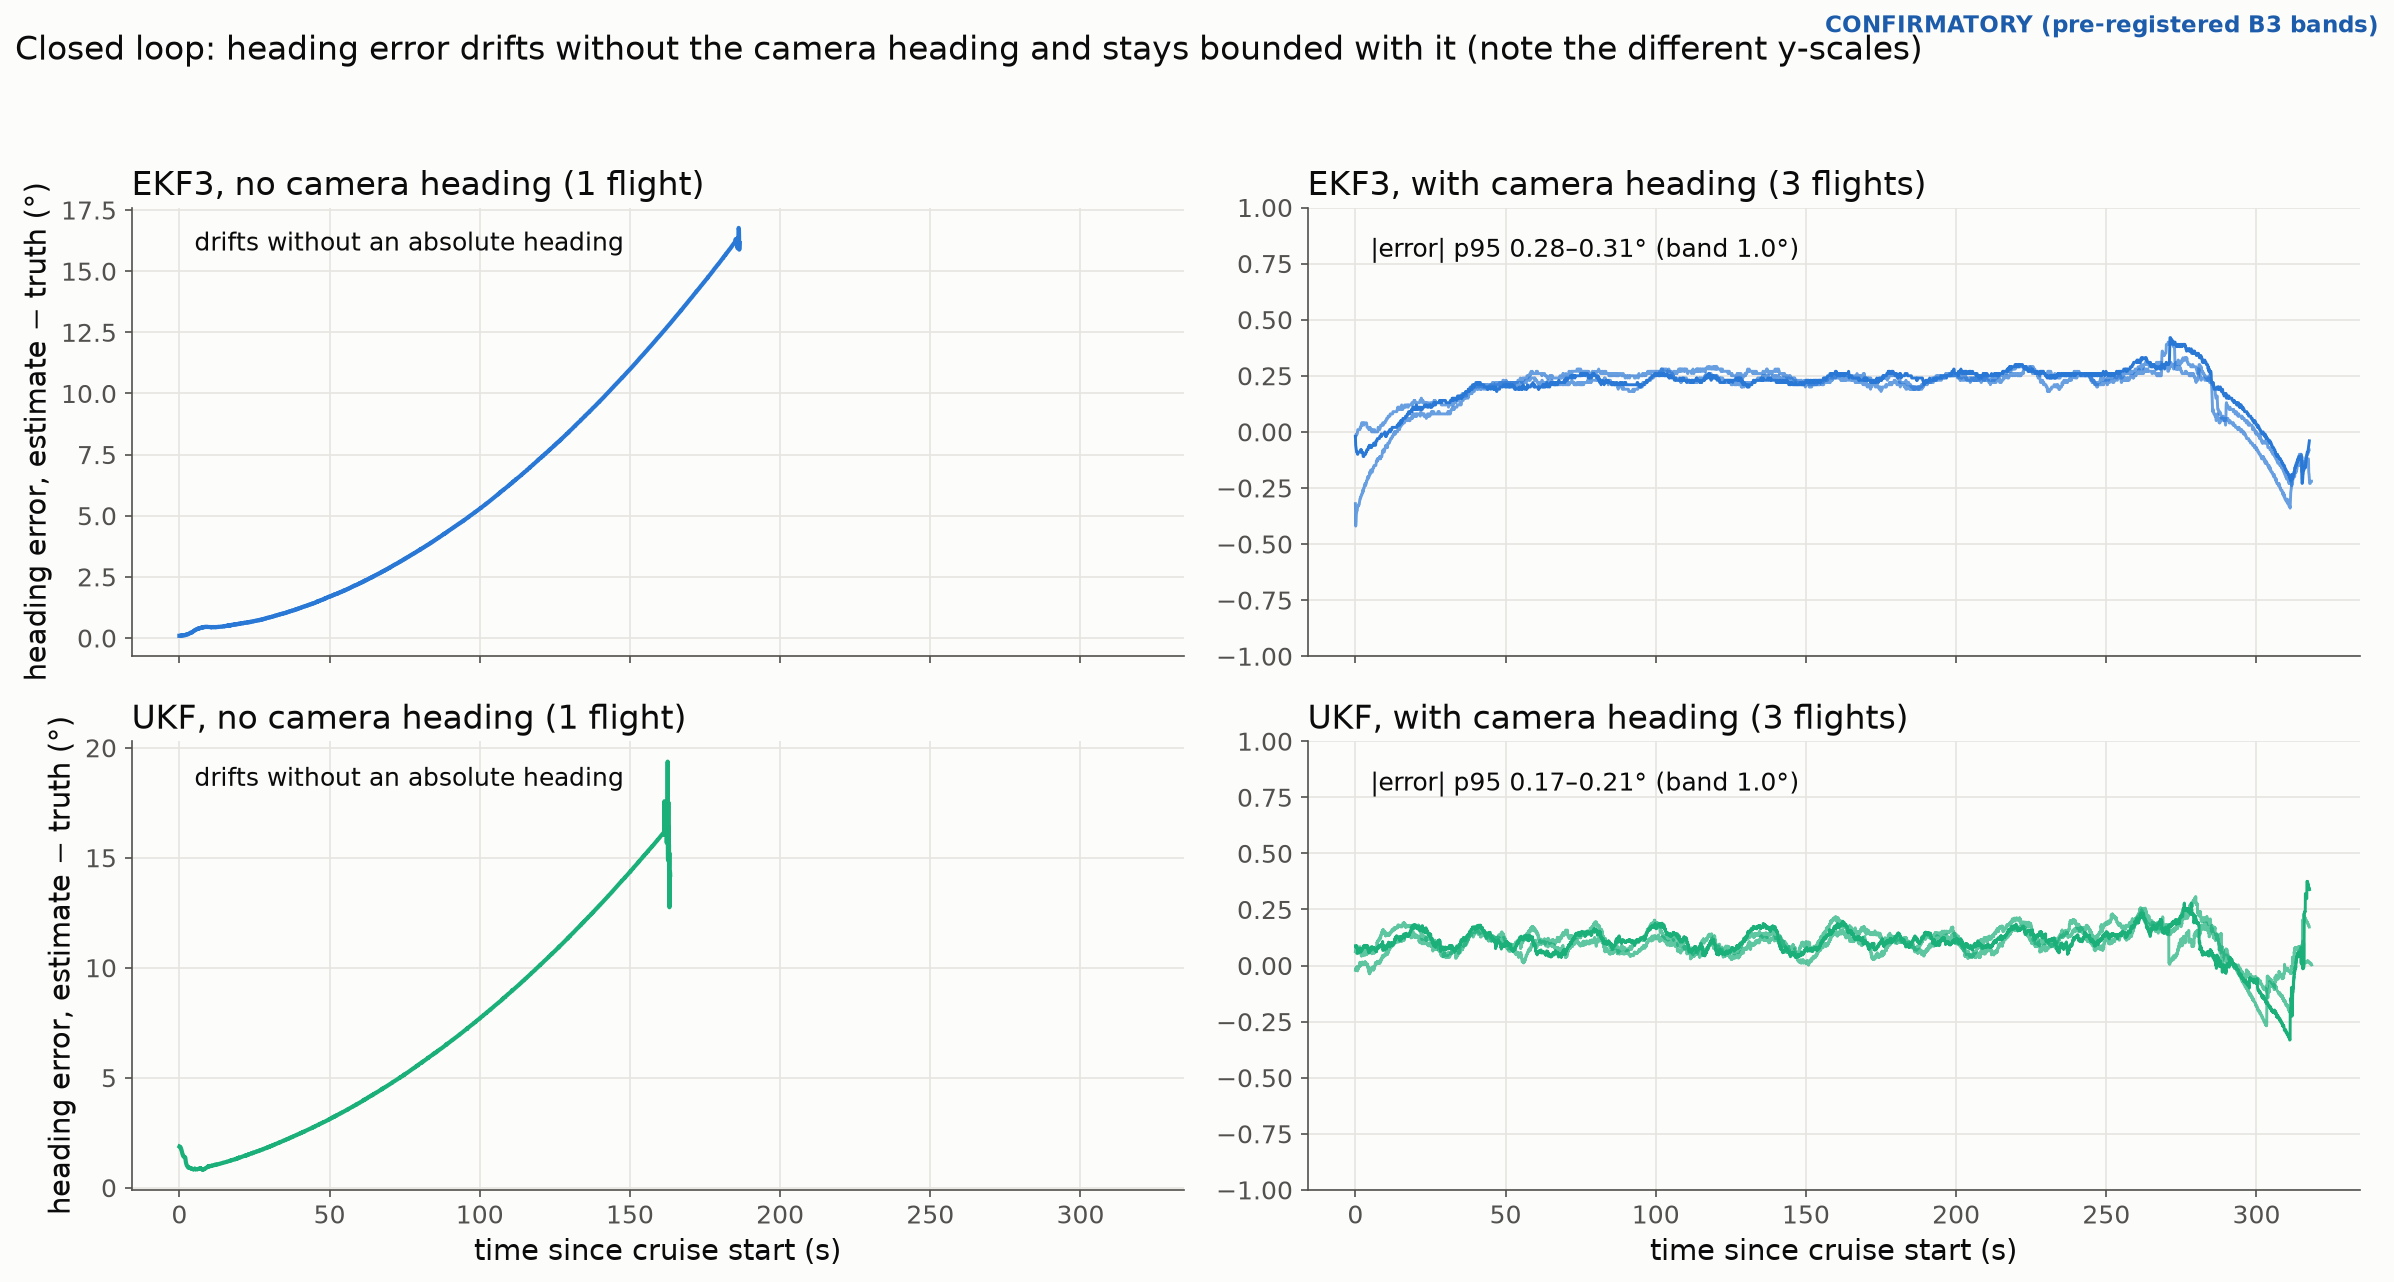 CONFIRMATORY (pre-registered B3 bands)
Closed loop: heading error drifts without the camera heading and stays bounded with it (note the different y-scales)
EKF3, no camera heading (1 flight)
heading error, estimate − truth (°)
17.5
15.0
12.5
10.0
7.5
5.0
2.5
0.0
drifts without an absolute heading
EKF3, with camera heading (3 flights)
1.00
0.75
0.50
0.25
0.00
−0.25
−0.50
−0.75
−1.00
|error| p95 0.28–0.31° (band 1.0°)
UKF, no camera heading (1 flight)
heading error, estimate − truth (°)
20
15
10
5
0
drifts without an absolute heading
0 50 100 150 200 250 300
time since cruise start (s)
UKF, with camera heading (3 flights)
1.00
0.75
0.50
0.25
0.00
−0.25
−0.50
−0.75
−1.00
|error| p95 0.17–0.21° (band 1.0°)
0 50 100 150 200 250 300
time since cruise start (s)